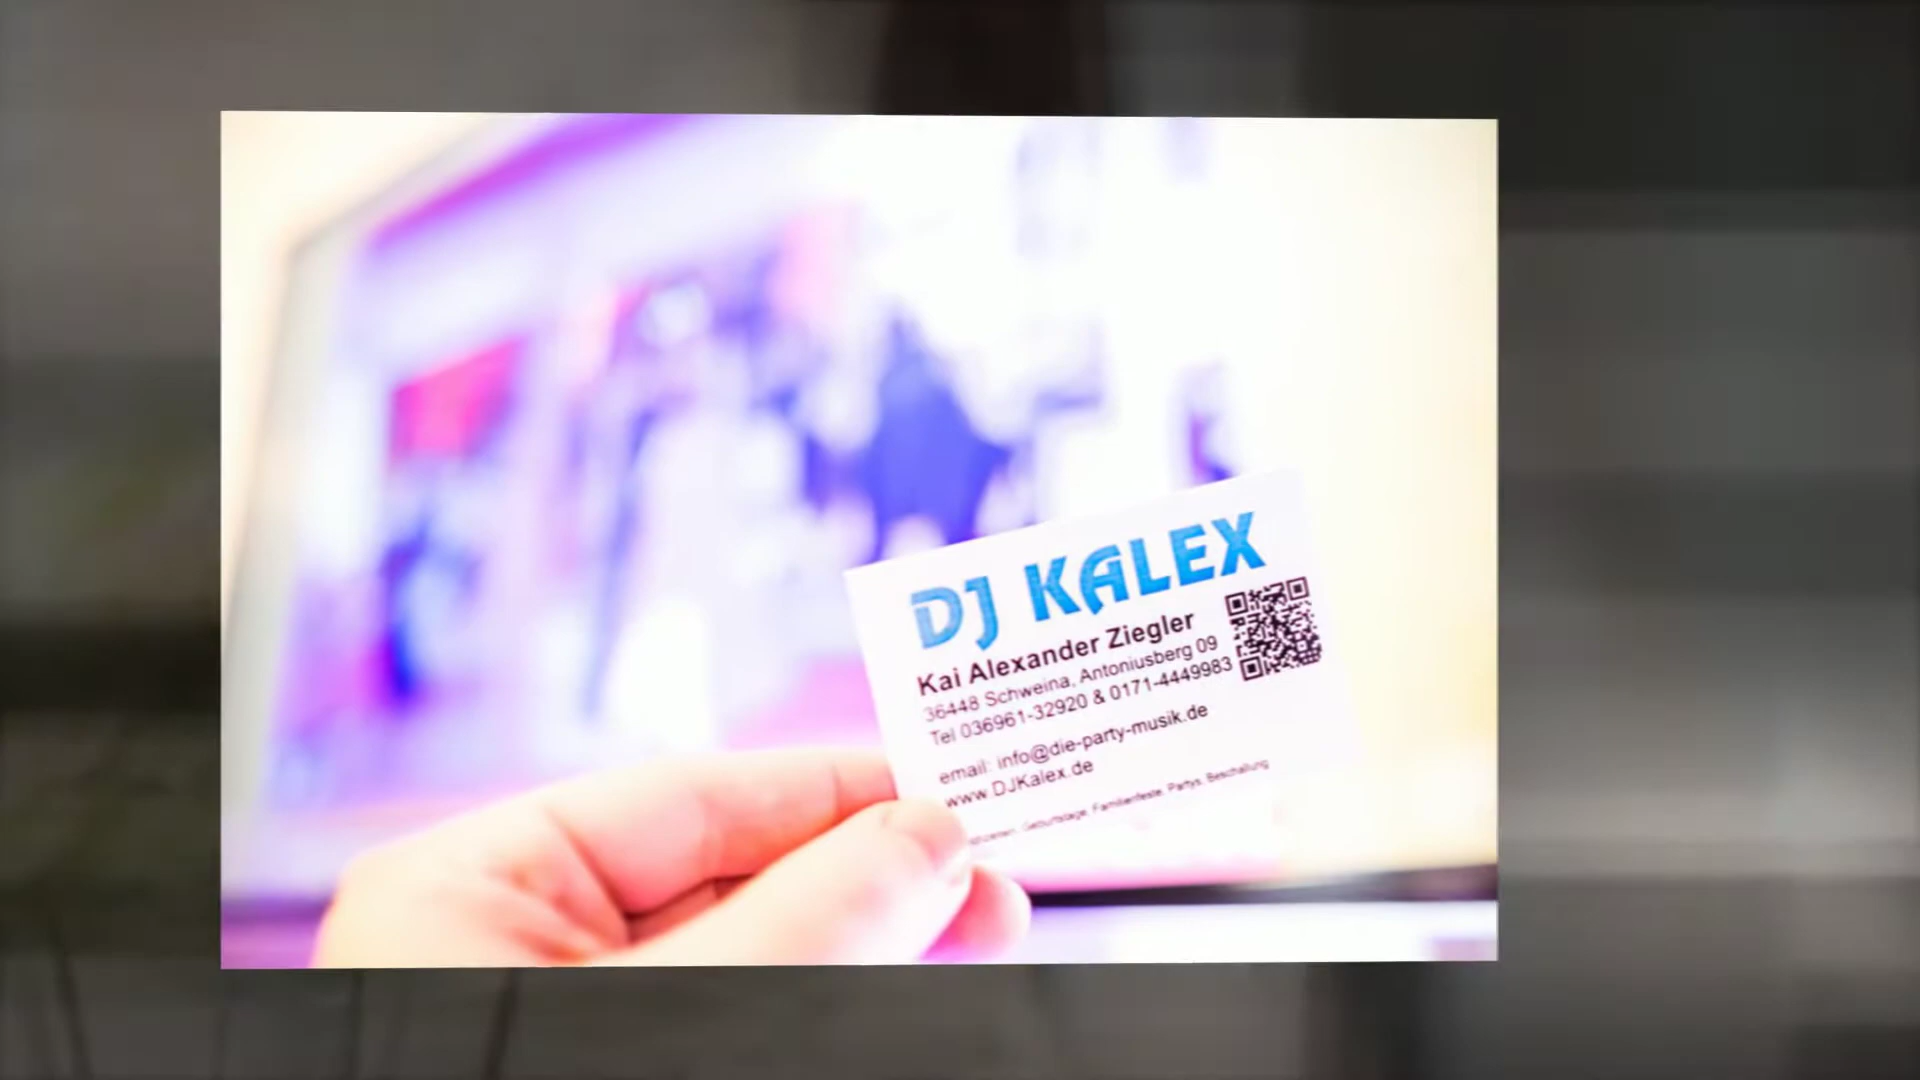 DJ KALEX
Kai Alexander Ziegler
36448 Schweina, Antoniusberg 09
Tel 036961-32920 & 0171-4449983
email: info@die-party-musik.de
www.DJKalex.de
Geburtstage, Familienfeste, Partys, Beschallung